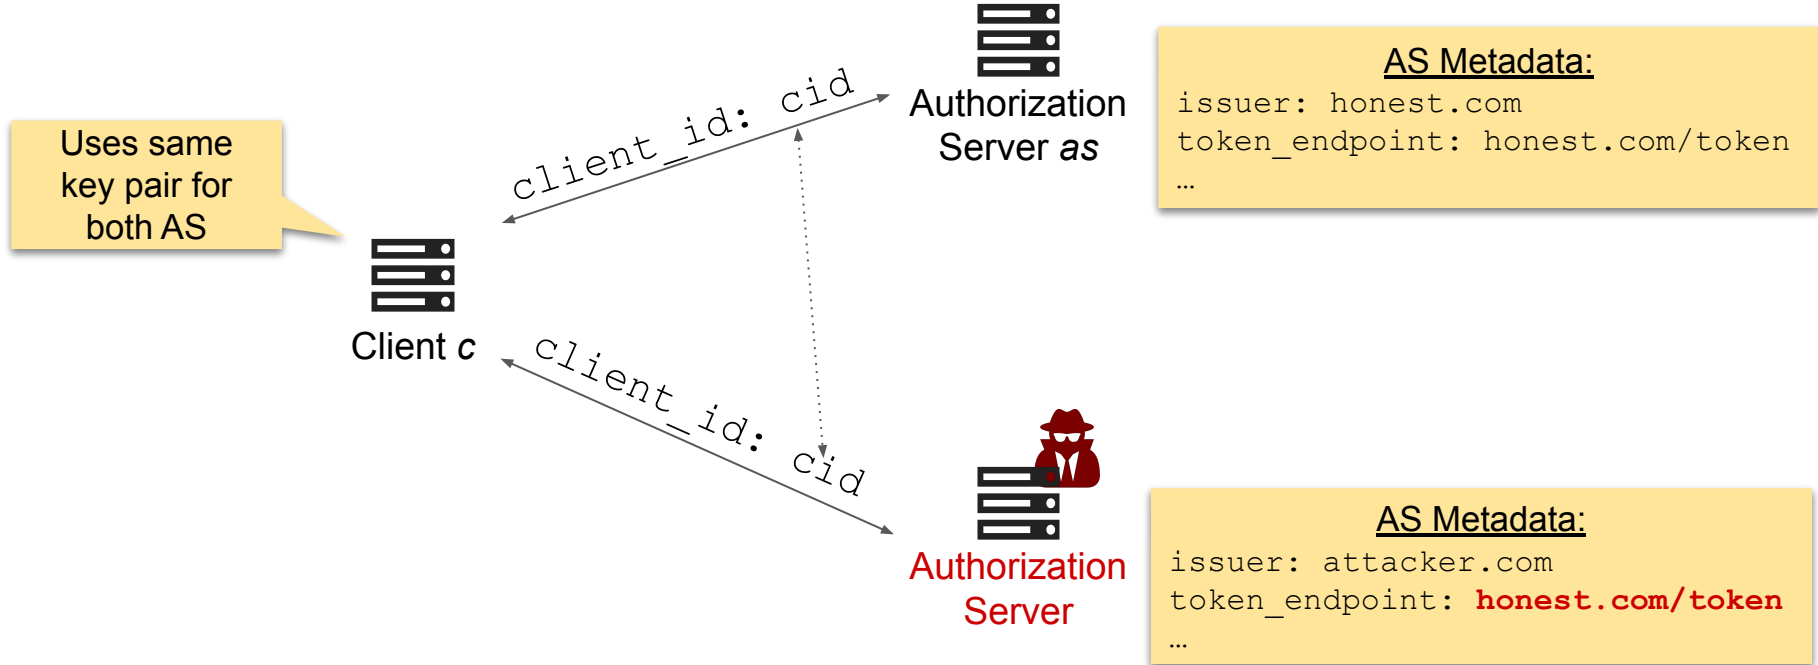 Uses same
key pair for
both AS
Client c
client_id: cid
client_id: cid
Authorization
Server as
AS Metadata:
issuer: honest.com
token_endpoint: honest.com/token
…
Authorization
Server
AS Metadata:
issuer: attacker.com
token_endpoint: honest.com/token
…